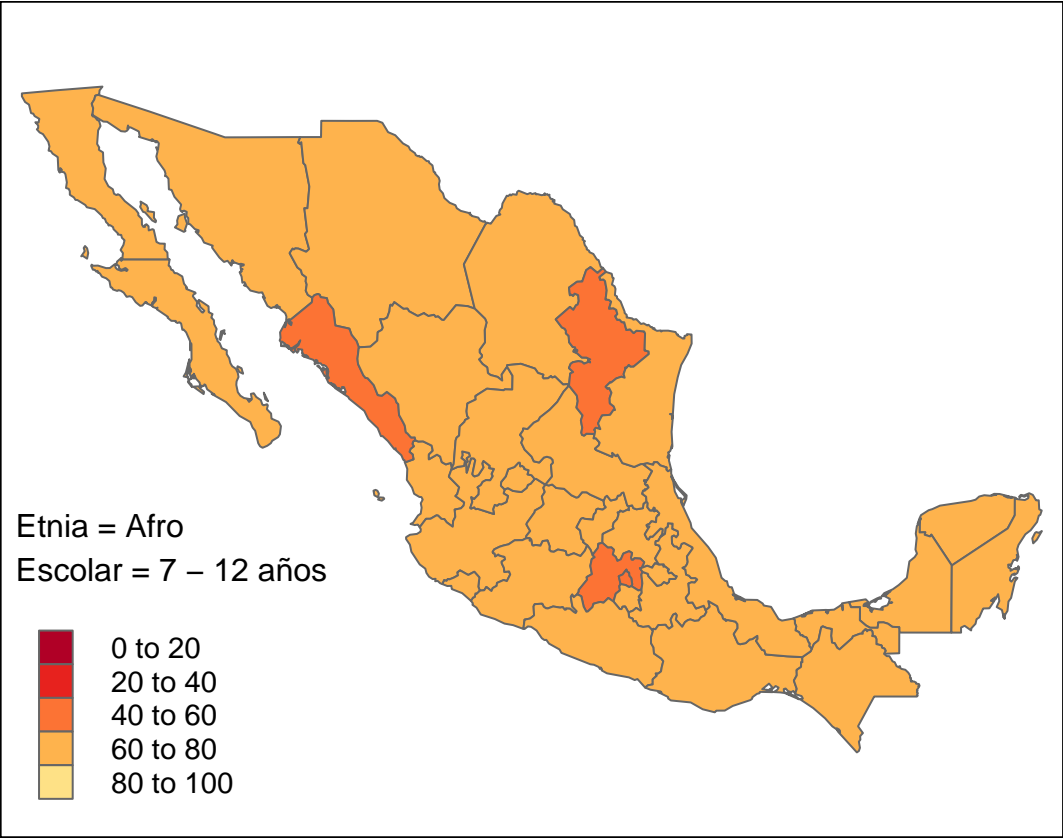 Etnia = Afro
Escolar = 7 – 12 años
0 to 20
20 to 40
40 to 60
60 to 80
80 to 100